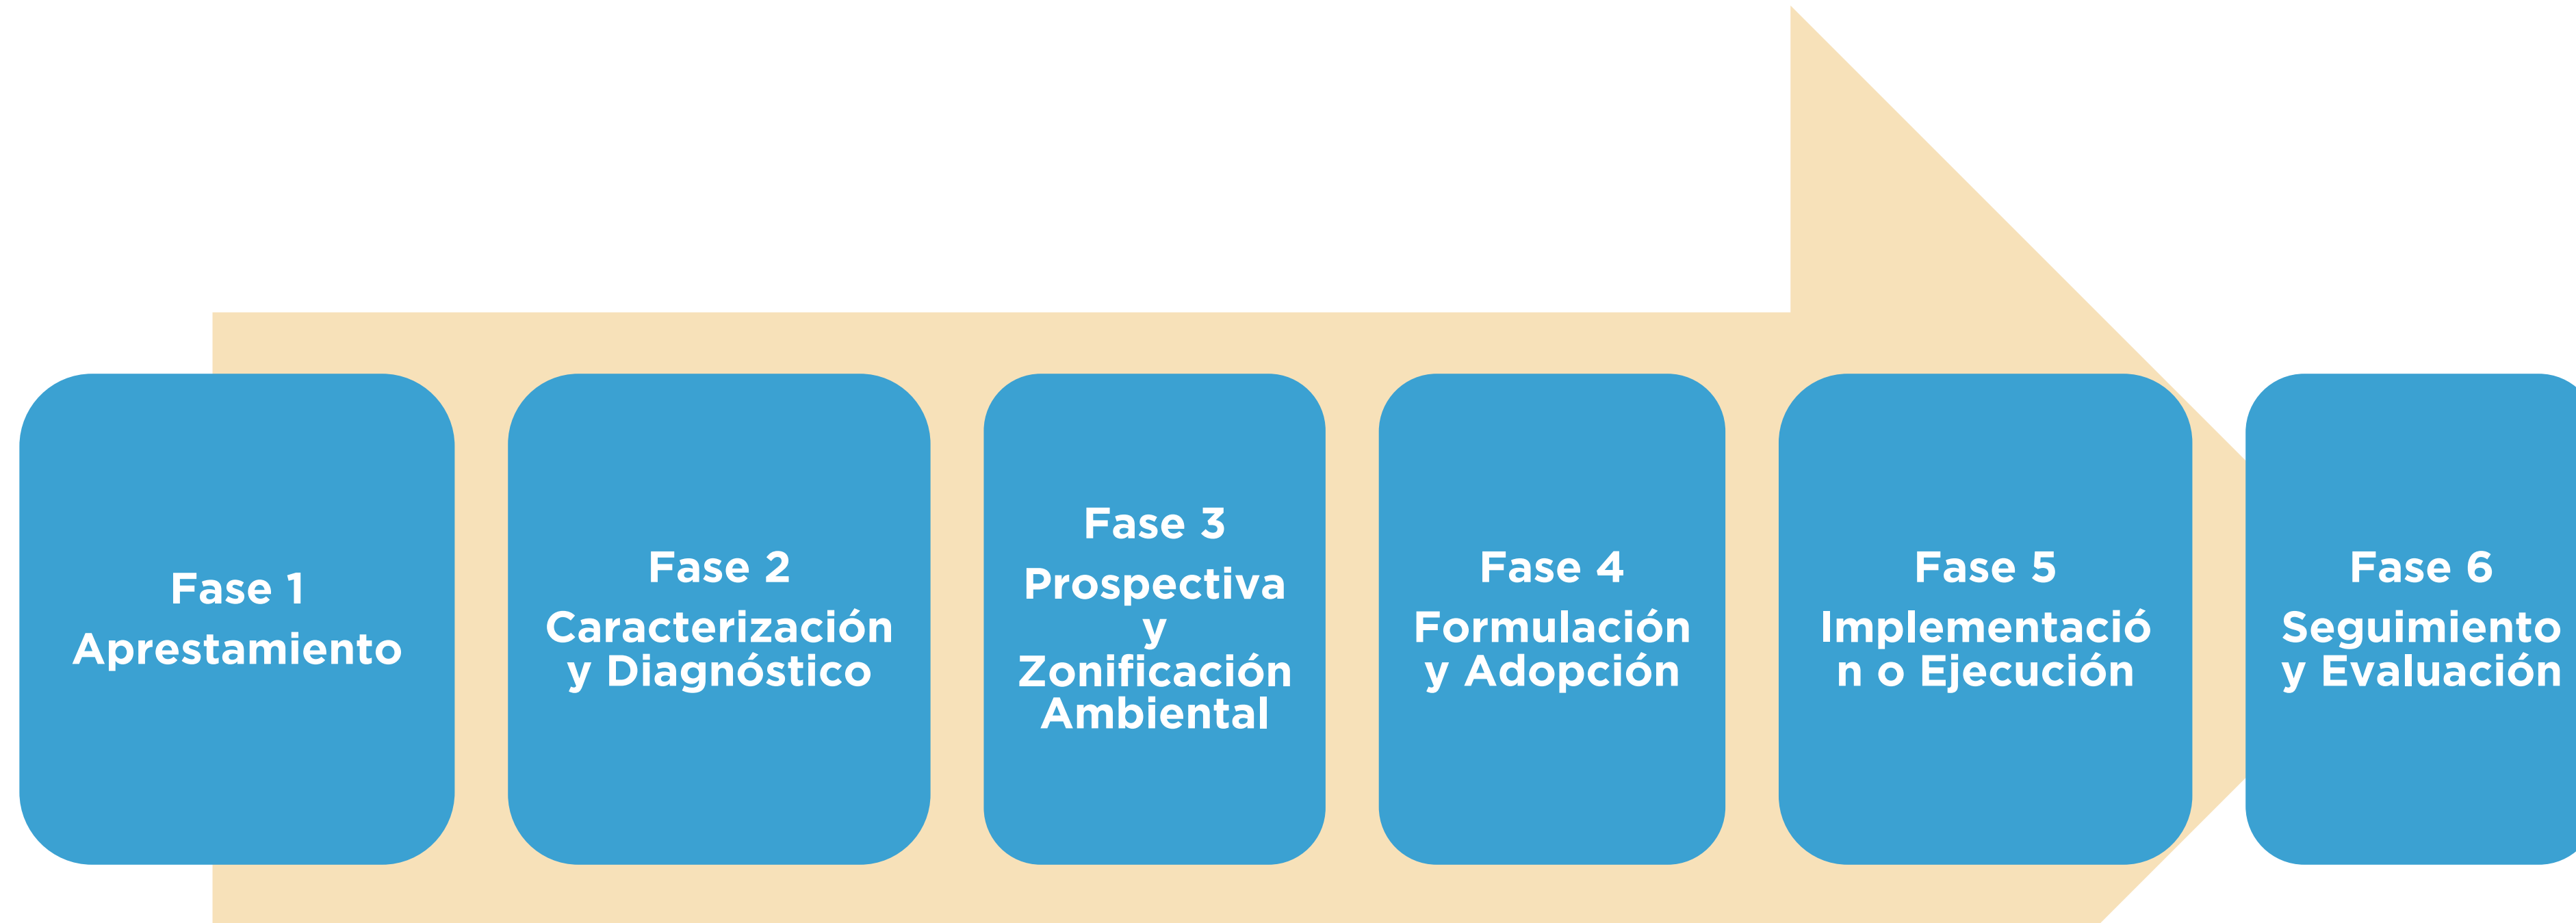 Fase 1
Aprestamiento
Fase 2
Caracterización
y Diagnóstico
Fase 3
Prospectiva
y
Zonificación
Ambiental
Fase 4
Formulación
y Adopción
Fase 5
Implementació
n o Ejecución
Fase 6
Seguimiento
y Evaluación